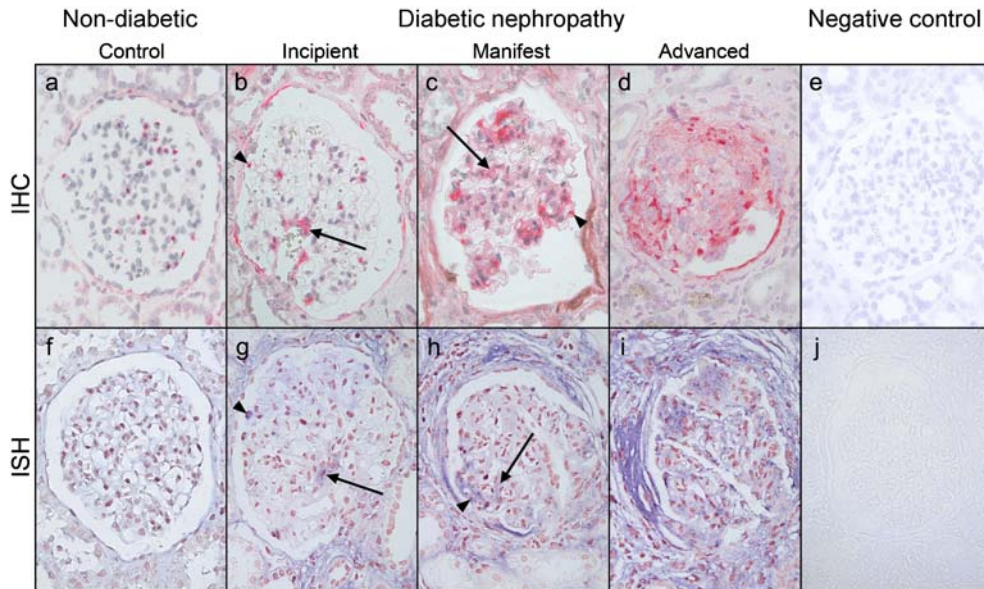 Non-diabetic Diabetic nephropathy Negative control
Control Incipient Manifest Advanced
IHC a b c d e
ISH f g h i j